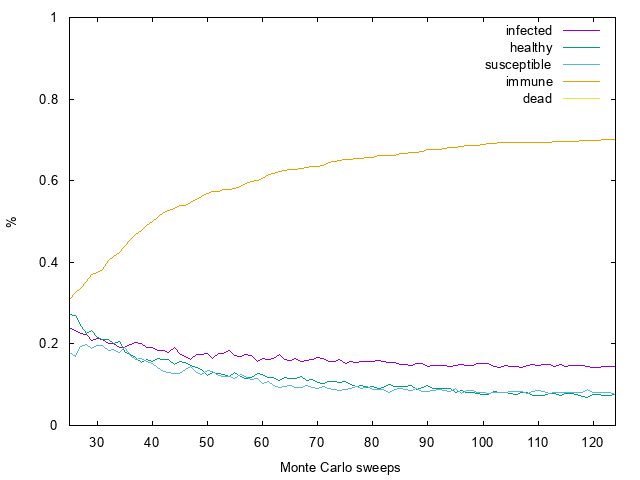 1
0.8
0.6
0.4
0.2
0
%
infected
healthy
susceptible
immune
dead
30 40 50 60 70 80 90 100 110 120
Monte Carlo sweeps